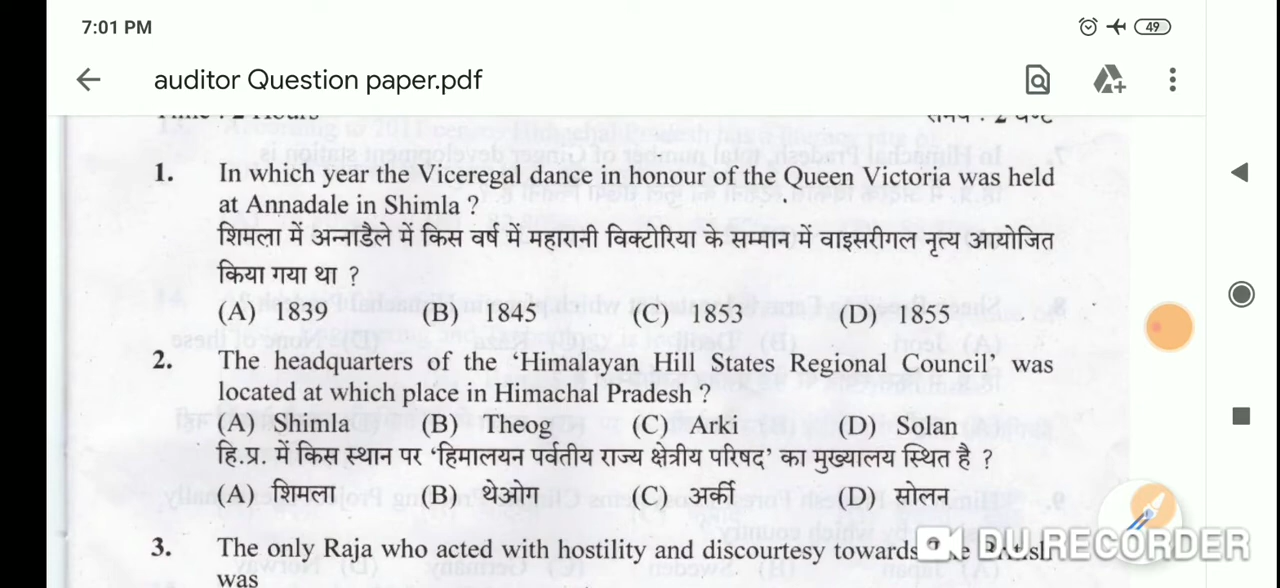 7:01 PM
49
auditor Question paper.pdf
1. In which year the Viceregal dance in honour of the Queen Victoria was held
at Annadale in Shimla ?
शिमला में अन्नाडैले में किस वर्ष में महारानी विक्टोरिया के सम्मान में वाइसरीगल नृत्य आयोजित
किया गया था ?
(A) 1839 (B) 1845 (C) 1853 (D) 1855
2. The headquarters of the ‘Himalayan Hill States Regional Council’ was
located at which place in Himachal Pradesh ?
(A) Shimla (B) Theog (C) Arki (D) Solan
हि.प्र. में किस स्थान पर ‘हिमालयन पर्वतीय राज्य क्षेत्रीय परिषद’ का मुख्यालय स्थित है ?
(A) शिमला (B) थेओग (C) अर्की (D) सोलन
3. The only Raja who acted with hostility and discourtesy towards
was
DU RECORDER